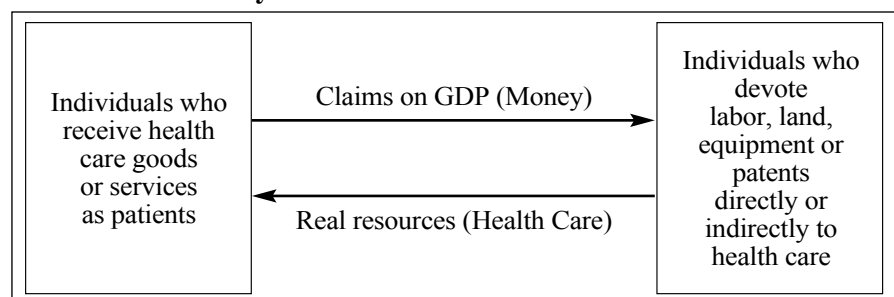 Individuals who
receive health
care goods
or services
as patients
Claims on GDP (Money)
Real resources (Health Care)
Individuals who
devote
labor, land,
equipment or
patents
directly or
indirectly to
health care